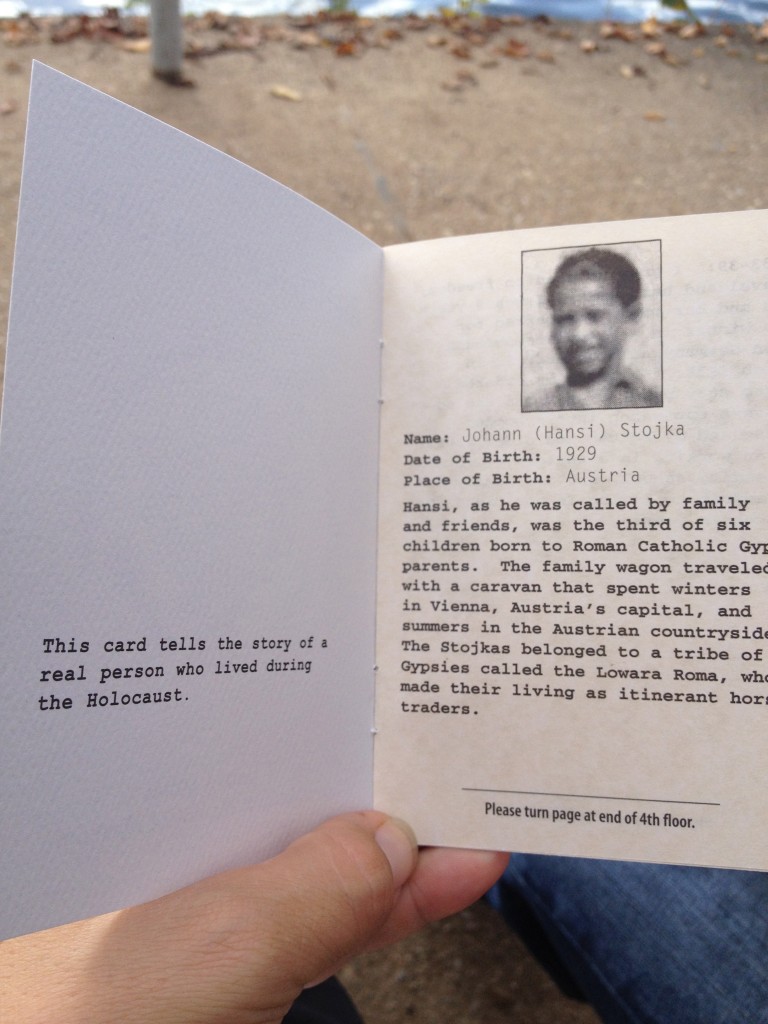 This card tells the story of a
real person who lived during
the Holocaust.
Name: Johann (Hansi) Stojka
Date of Birth: 1929
Place of Birth: Austria
Hansi, as he was called by family
and friends, was the third of six
children born to Roman Catholic Gyp
parents. The family wagon traveled
with a caravan that spent winters
in Vienna, Austria's capital, and
summers in the Austrian countryside
The Stojkas belonged to a tribe of
Gypsies called the Lowara Roma, who
made their living as itinerant hors
traders.
Please turn page at end of 4th floor.